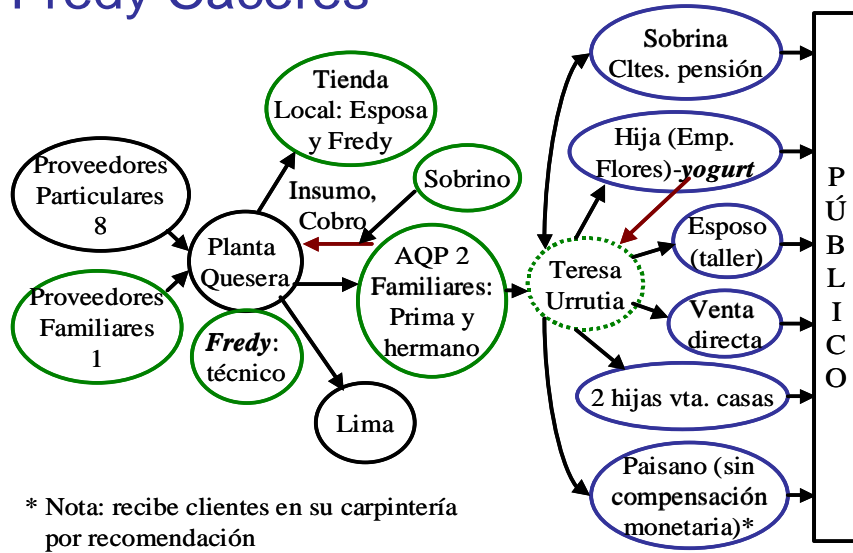 Fredy Cáceres
Tienda
Local: Esposa
y Fredy
Proveedores
Particulares
8
Proveedores
Familiares
1
Planta
Quesera
Fredy:
técnico
Insumo,
Cobro
Sobrino
AQP 2
Familiares:
Prima y
hermano
Lima
Teresa
Urrutia
Sobrina
Cltes. pensión
Hija (Emp.
Flores)-yogurt
Esposo
(taller)
Venta
directa
2 hijas vta. casas
Paisano (sin
compensación
monetaria)*
P
Ú
B
L
I
C
O
* Nota: recibe clientes en su carpintería
por recomendación